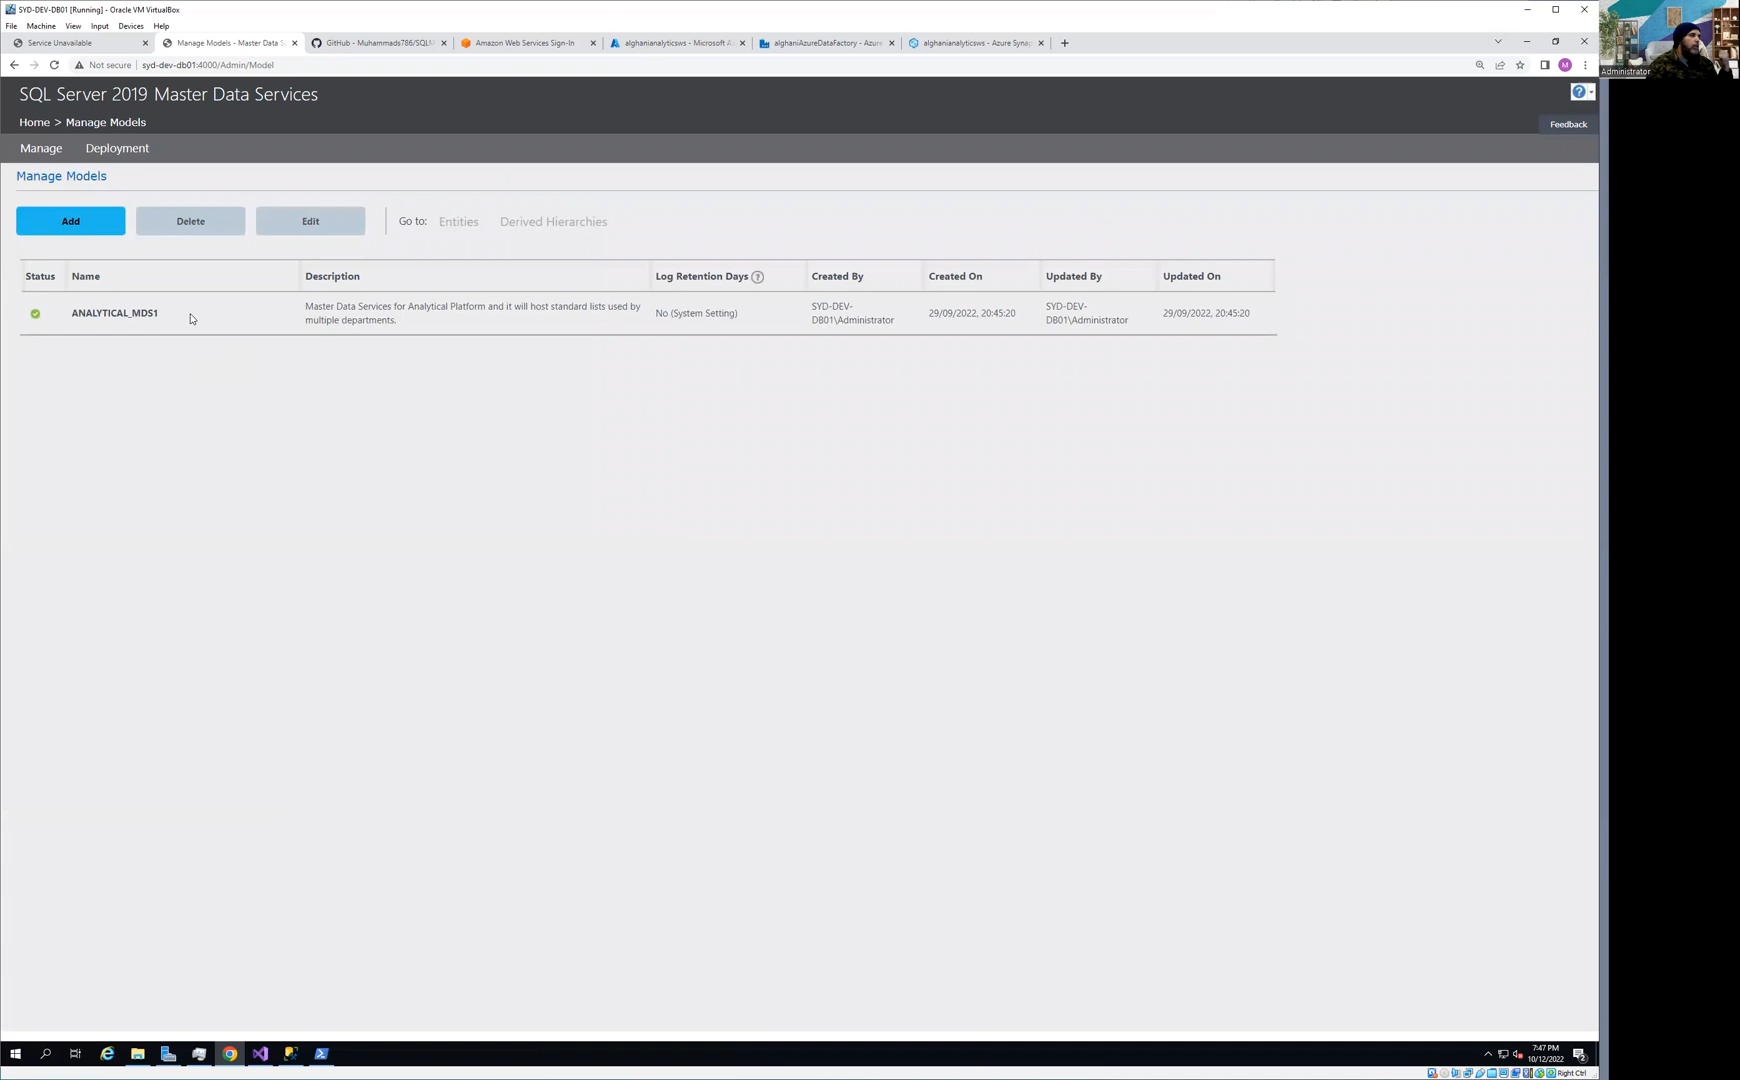 SYD-DEV-DB01 [Running] - Oracle VM VirtualBox
File Machine View Input Devices Help
Service Unavailable
Manage Models - Master Data S
GitHub - Muhammads786/SQLM
Amazon Web Services Sign-In
alghanianalyticsws - Microsoft A
alghaniAzureDataFactory - Azure
alghanianalyticsws - Azure Synap
Not secure syd-dev-db01:4000/Admin/Model
M
Administrator
SQL Server 2019 Master Data Services
Home > Manage Models
Feedback
Manage Deployment
Manage Models
Add Delete Edit Go to: Entities Derived Hierarchies
Status Name Description Log Retention Days ? Created By Created On Updated By Updated On
ANALYTICAL_MDS1
Master Data Services for Analytical Platform and it will host standard lists used by
multiple departments.
No (System Setting)
SYD-DEV-
DB01\Administrator
29/09/2022, 20:45:20
SYD-DEV-
DB01\Administrator
29/09/2022, 20:45:20
7:47 PM
10/12/2022
2
Right Ctrl